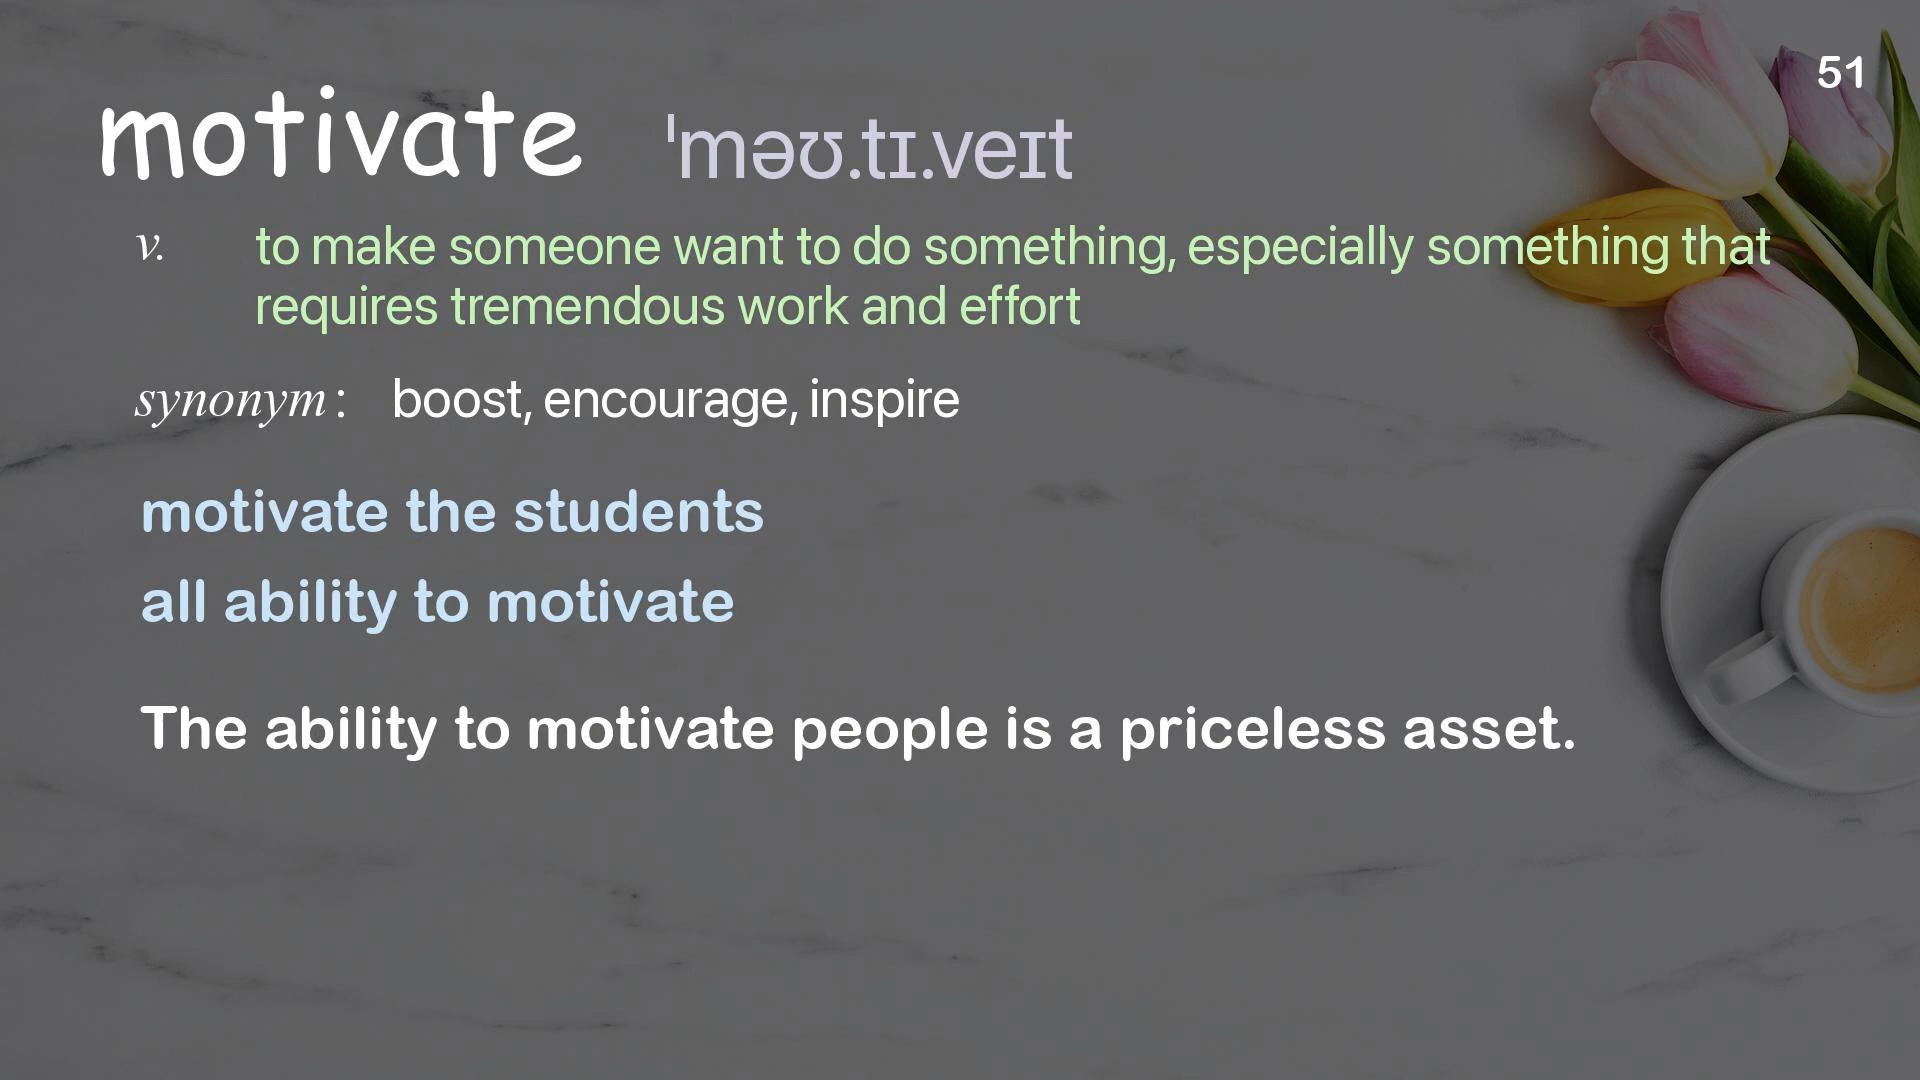 51
motivate ˈməʊ.tɪ.veɪt
v. to make someone want to do something, especially something that
requires tremendous work and effort
synonym : boost, encourage, inspire
motivate the students
all ability to motivate
The ability to motivate people is a priceless asset.